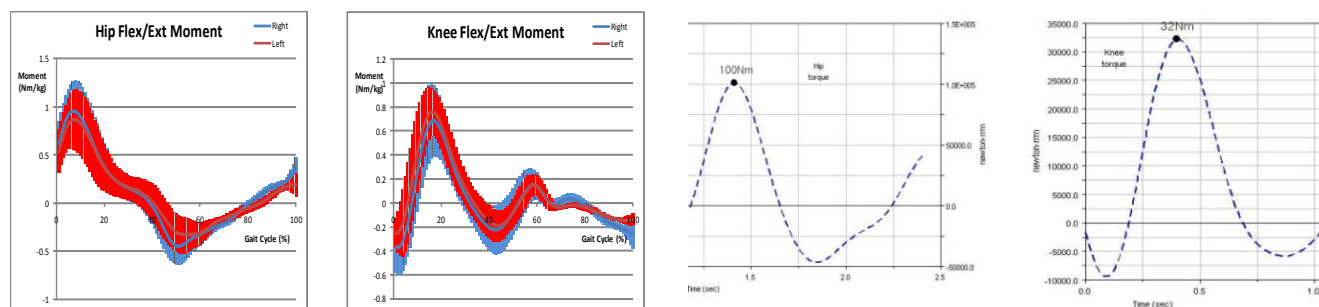 Hip Flex/Ext Moment
Right
Left
Moment
(Nm/kg)
1.5
1
0.5
0
-0.5
-1
0
20
40
60
80
100
Gait Cycle (%)
Knee Flex/Ext Moment
Right
Left
Moment
(Nm/kg)
1.2
1
0.8
0.6
0.4
0.2
0
-0.2
-0.4
-0.6
-0.8
0
20
40
60
80
100
Gait Cycle (%)
100Nm
Hip
torque
1.5E+005
1.0E+005
50000.0
0.0
-50000.0
newton-mm
1.5
2.0
2.5
Time (sec)
32Nm
Knee
torque
35000.0
30000.0
25000.0
20000.0
15000.0
10000.0
5000.0
0.0
-5000.0
-10000.0
newton-mm
0.0
0.5
1.0
Time (sec)